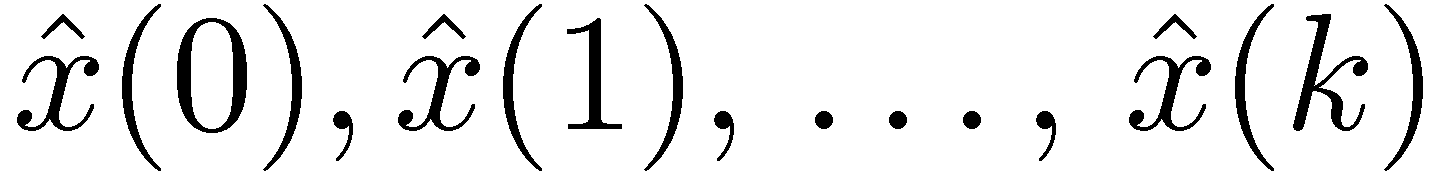 x̂(0), x̂(1), . . . , x̂(k)